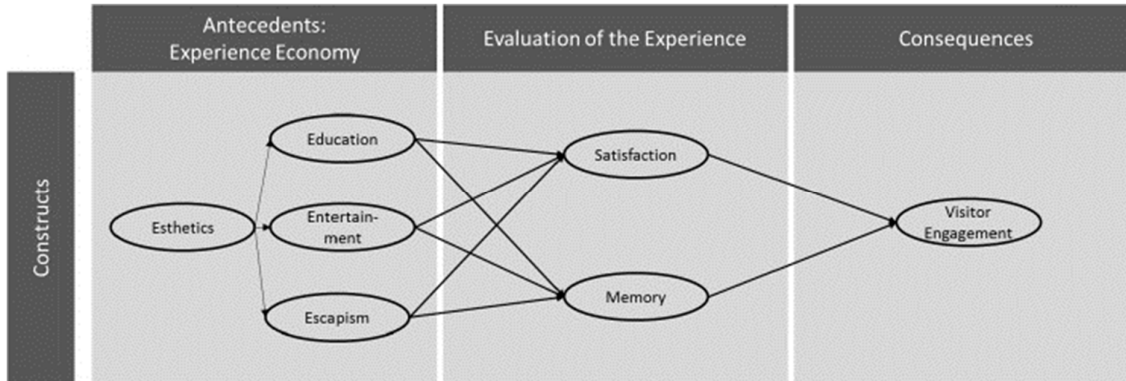 Antecedents:
Experience Economy
Evaluation of the Experience
Consequences
Constructs
Education
Satisfaction
Esthetics
Entertain-
ment
Visitor
Engagement
Escapism
Memory